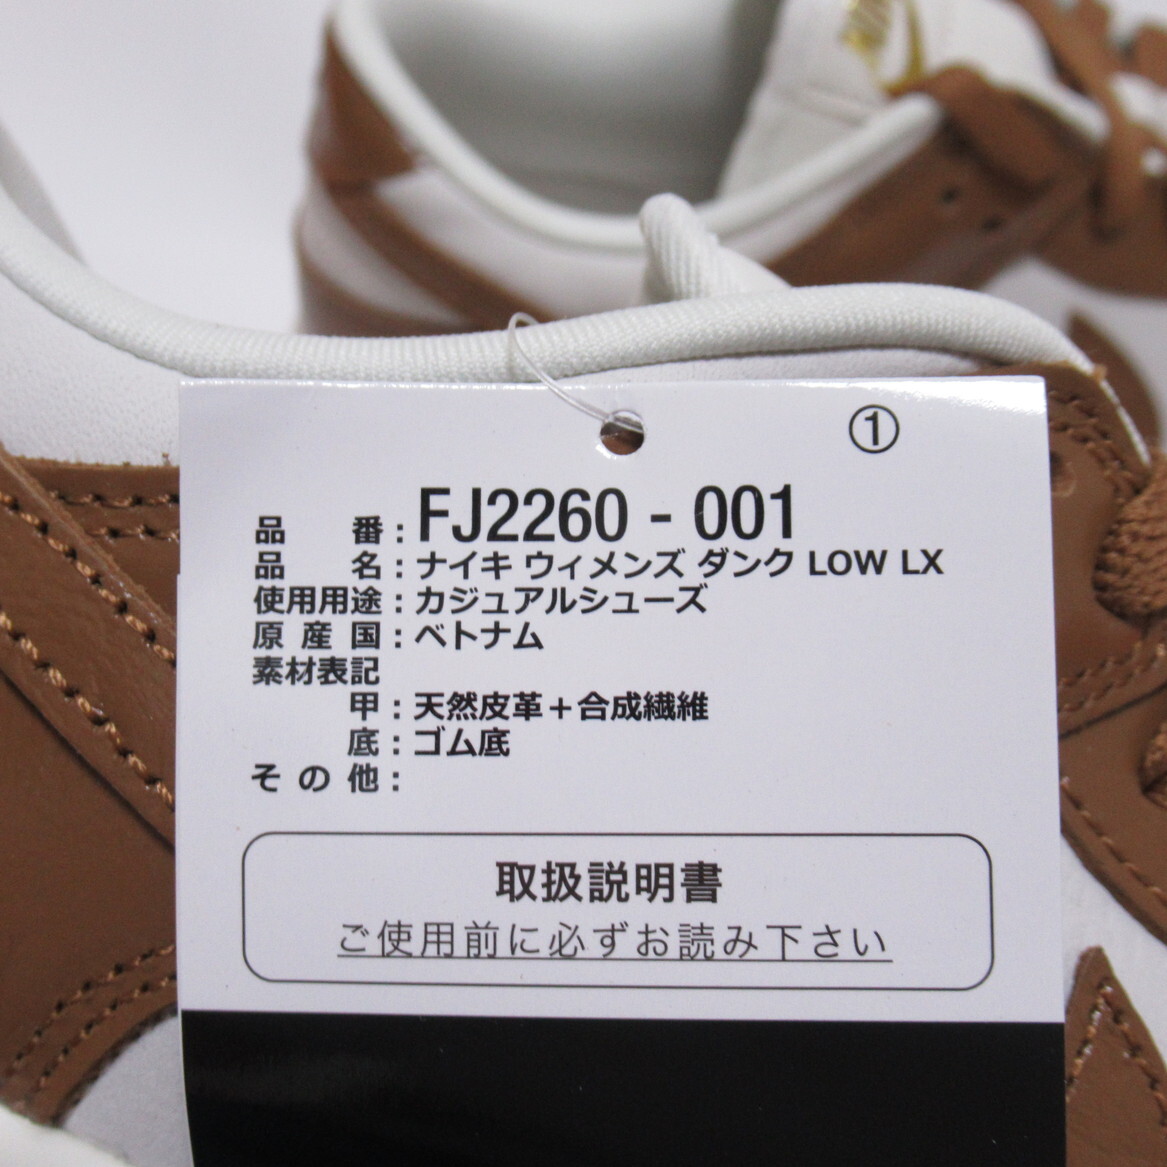 NIKE
①
品番：FJ2260 - 001
品名：ナイキ ウィメンズ ダンク LOW LX
使用用途：カジュアルシューズ
原産国：ベトナム
素材表記
甲：天然皮革＋合成繊維
底：ゴム底
その他：
取扱説明書
ご使用前に必ずお読み下さい